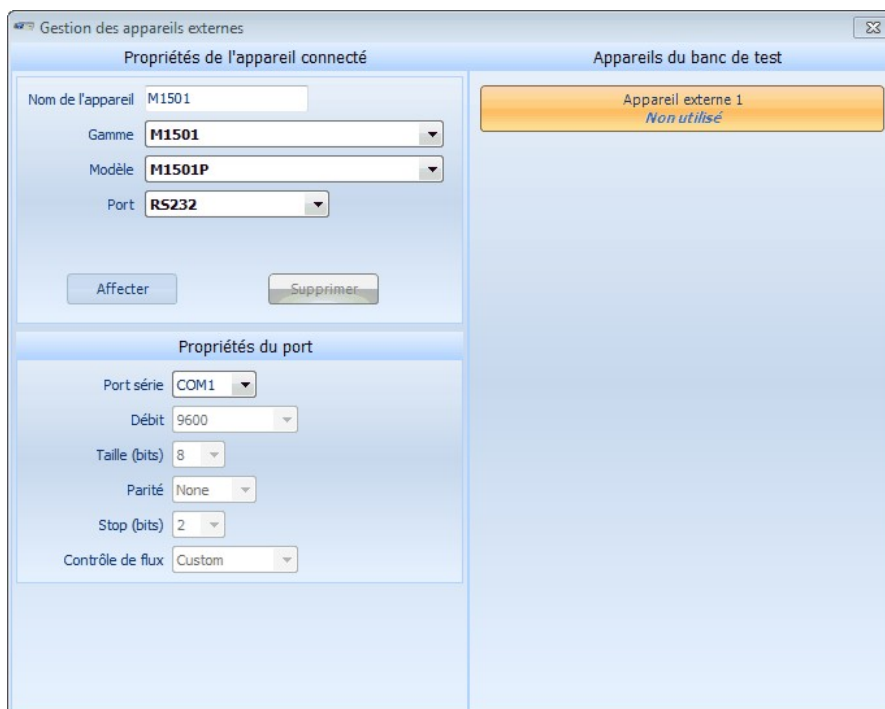 Gestion des appareils externes
Propriétés de l'appareil connecté
Nom de l'appareil M1501
Gamme M1501
Modèle M1501P
Port RS232
Affecter Supprimer
Propriétés du port
Port série COM1
Débit 9600
Taille (bits) 8
Parité None
Stop (bits) 2
Contrôle de flux Custom
Appareils du banc de test
Appareil externe 1
Non utilisé